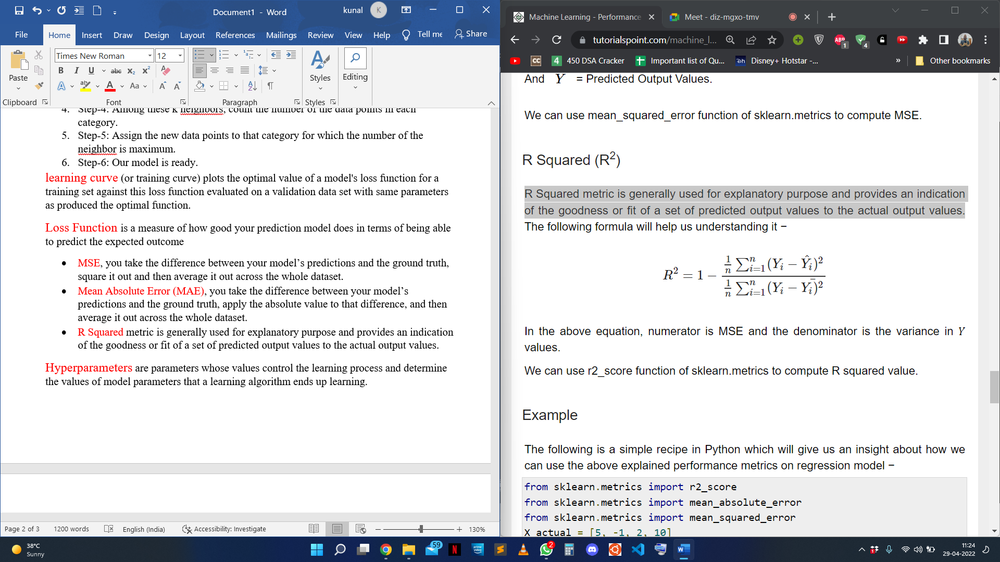 Document1 - Word
kunal
K
File
Home
Insert
Draw
Design
Layout
References
Mailings
Review
View
Help
Tell me
Share
Paste
Times New Roman
12
B I U abc x₂ x²
A ab A Aa A A
Styles
Editing
Clipboard
Font
Paragraph
Styles
4. Step-4: Among these k neighbors, count the number of the data points in each
category.
5. Step-5: Assign the new data points to that category for which the number of the
neighbor is maximum.
6. Step-6: Our model is ready.
learning curve (or training curve) plots the optimal value of a model's loss function for a
training set against this loss function evaluated on a validation data set with same parameters
as produced the optimal function.
Loss Function is a measure of how good your prediction model does in terms of being able
to predict the expected outcome
• MSE, you take the difference between your model’s predictions and the ground truth,
square it out and then average it out across the whole dataset.
• Mean Absolute Error (MAE), you take the difference between your model’s
predictions and the ground truth, apply the absolute value to that difference, and then
average it out across the whole dataset.
• R Squared metric is generally used for explanatory purpose and provides an indication
of the goodness or fit of a set of predicted output values to the actual output values.
Hyperparameters are parameters whose values control the learning process and determine
the values of model parameters that a learning algorithm ends up learning.
Page 2 of 3
1200 words
English (India)
Accessibility: Investigate
130%
Machine Learning - Performance
Meet - diz-mgxo-tmv
tutorialspoint.com/machine_l...
ABP
1
4
CC
4 450 DSA Cracker
Important list of Qu...
Disney+ Hotstar -...
»
Other bookmarks
And Y = Predicted Output Values.
We can use mean_squared_error function of sklearn.metrics to compute MSE.
R Squared (R²)
R Squared metric is generally used for explanatory purpose and provides an indication
of the goodness or fit of a set of predicted output values to the actual output values.
The following formula will help us understanding it −
R² = 1 − (1/n ∑ⁿᵢ₌₁(Yᵢ − Ŷᵢ)²) / (1/n ∑ⁿᵢ₌₁(Yᵢ − Ȳᵢ)²)
In the above equation, numerator is MSE and the denominator is the variance in Y
values.
We can use r2_score function of sklearn.metrics to compute R squared value.
Example
The following is a simple recipe in Python which will give us an insight about how we
can use the above explained performance metrics on regression model −
from sklearn.metrics import r2_score
from sklearn.metrics import mean_absolute_error
from sklearn.metrics import mean_squared_error
X_actual = [5, -1, 2, 10]
38°C
Sunny
59
N
prime video
2
W
11:24
29-04-2022